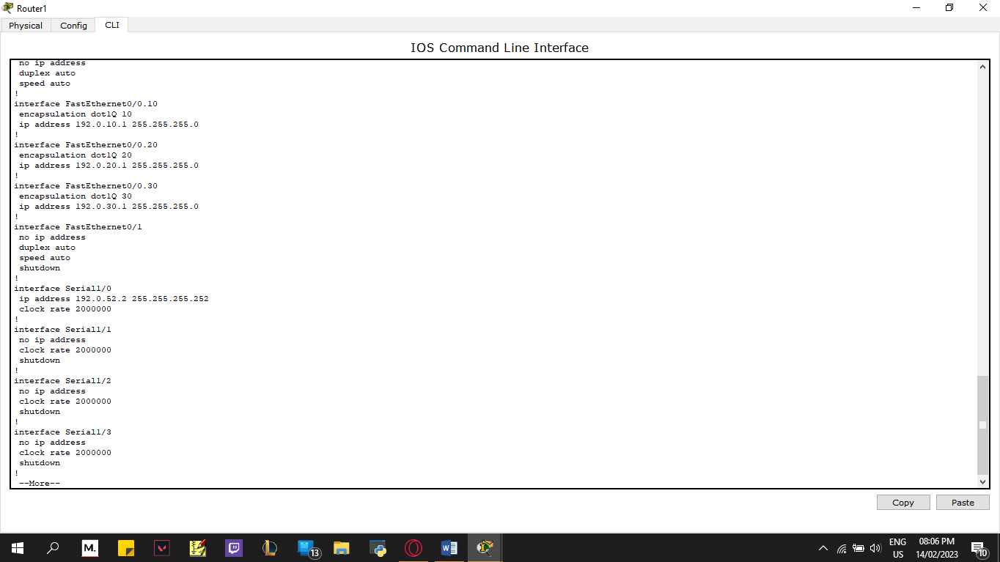 Router1
Physical Config CLI
IOS Command Line Interface
no ip address
duplex auto
speed auto
!
interface FastEthernet0/0.10
encapsulation dot1Q 10
ip address 192.0.10.1 255.255.255.0
!
interface FastEthernet0/0.20
encapsulation dot1Q 20
ip address 192.0.20.1 255.255.255.0
!
interface FastEthernet0/0.30
encapsulation dot1Q 30
ip address 192.0.30.1 255.255.255.0
!
interface FastEthernet0/1
no ip address
duplex auto
speed auto
shutdown
!
interface Serial1/0
ip address 192.0.52.2 255.255.255.252
clock rate 2000000
!
interface Serial1/1
no ip address
clock rate 2000000
shutdown
!
interface Serial1/2
no ip address
clock rate 2000000
shutdown
!
interface Serial1/3
no ip address
clock rate 2000000
shutdown
!
--More--
Copy Paste
M.
13
ENG
US
08:06 PM
14/02/2023
10